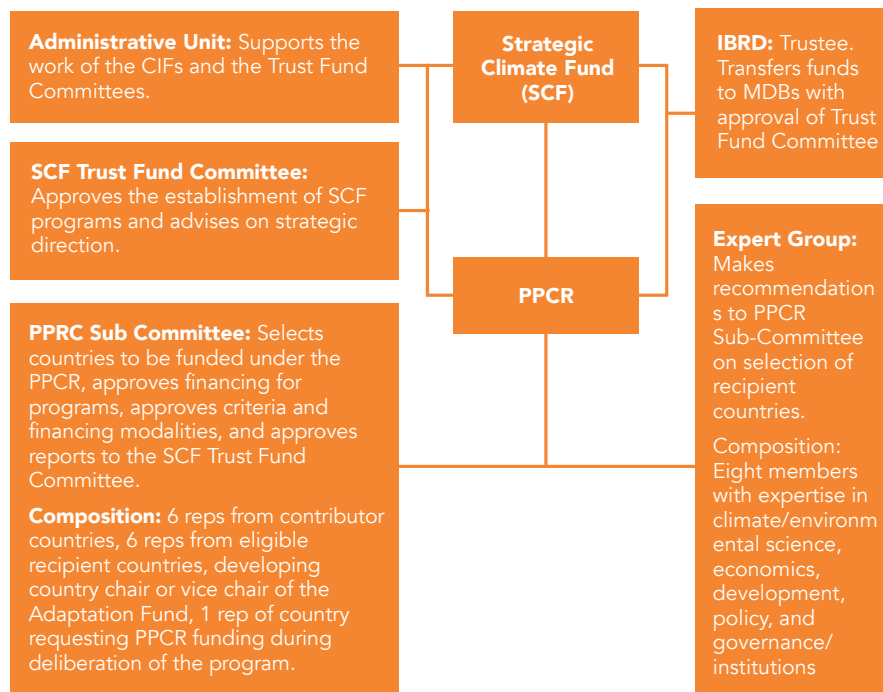 Administrative Unit: Supports the
work of the CIFs and the Trust Fund
Committees.
Strategic
Climate Fund
(SCF)
IBRD: Trustee.
Transfers funds
to MDBs with
approval of Trust
Fund Committee
SCF Trust Fund Committee:
Approves the establishment of SCF
programs and advises on strategic
direction.
PPCR
Expert Group:
Makes
recommendation
s to PPCR
Sub-Committee
on selection of
recipient
countries.
Composition:
Eight members
with expertise in
climate/environm
ental science,
economics,
development,
policy, and
governance/
institutions
PPRC Sub Committee: Selects
countries to be funded under the
PPCR, approves financing for
programs, approves criteria and
financing modalities, and approves
reports to the SCF Trust Fund
Committee.
Composition: 6 reps from contributor
countries, 6 reps from eligible
recipient countries, developing
country chair or vice chair of the
Adaptation Fund, 1 rep of country
requesting PPCR funding during
deliberation of the program.